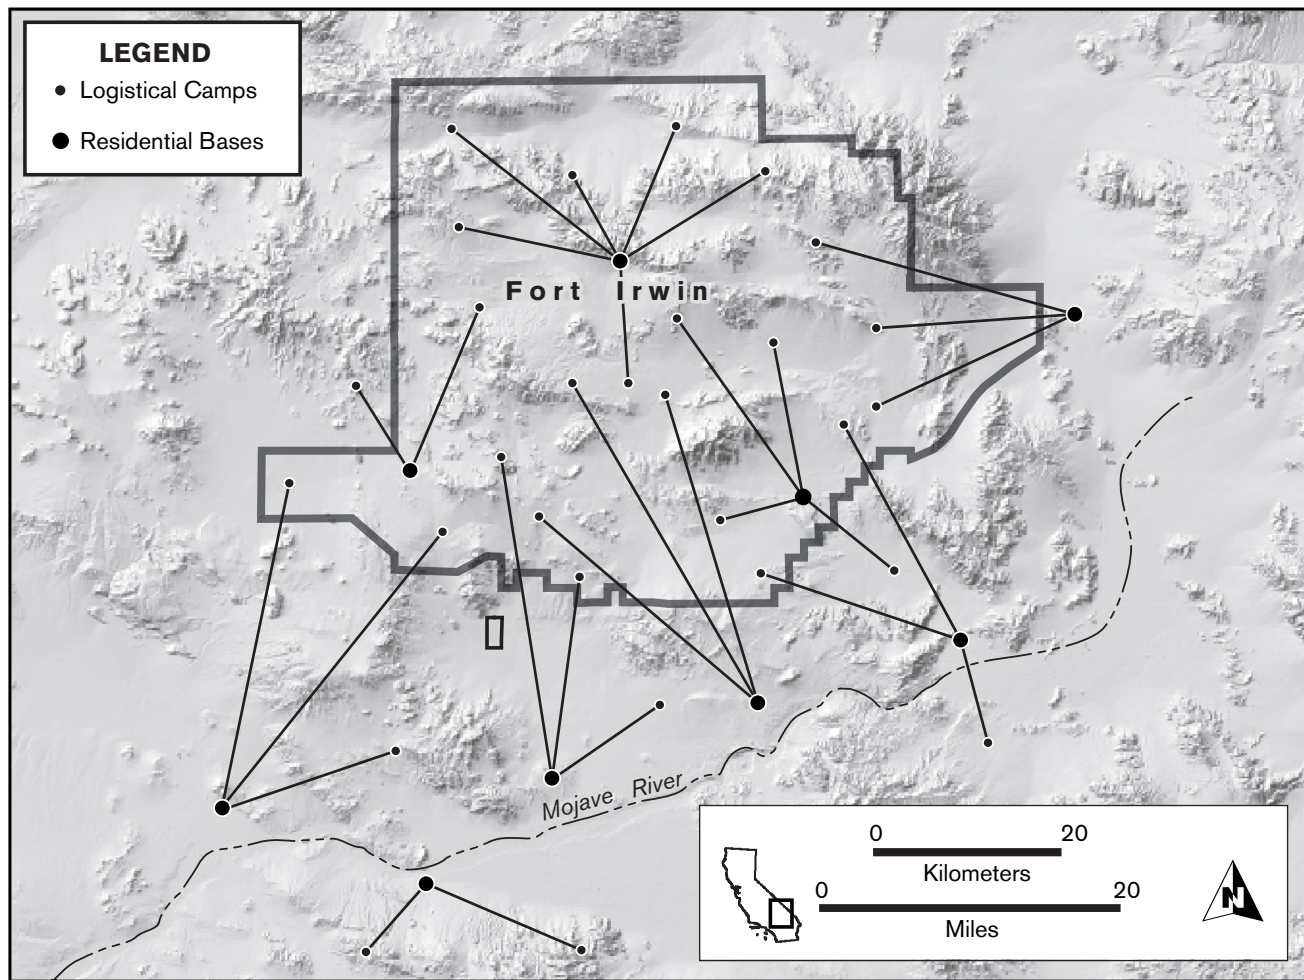 LEGEND
Logistical Camps
Residential Bases
Fort Irwin
Mojave River
0 20
Kilometers
0 20
Miles
N